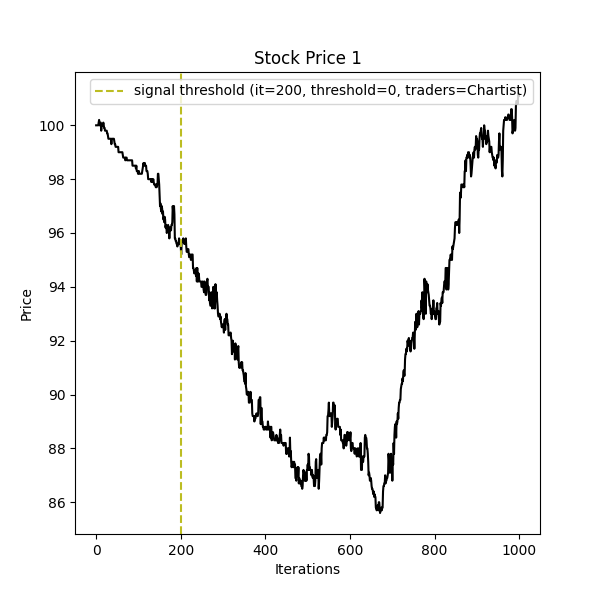 Stock Price 1
signal threshold (it=200, threshold=0, traders=Chartist)
100
98
96
94
92
90
88
86
Price
0 200 400 600 800 1000
Iterations